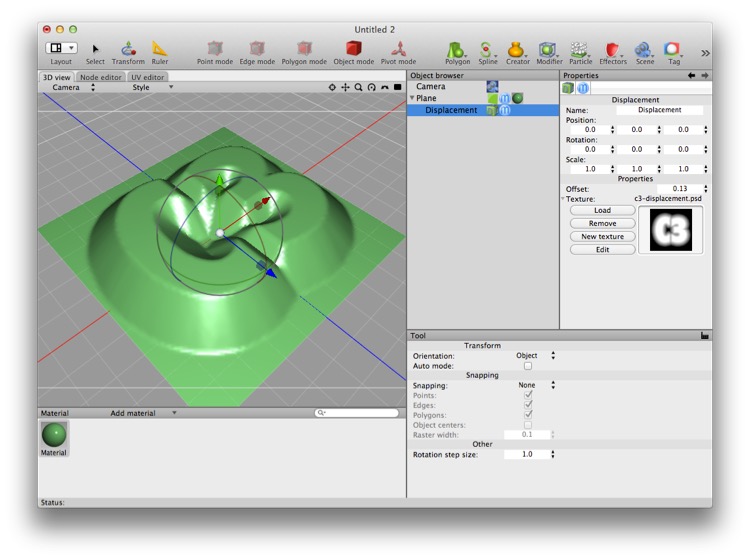 Untitled 2
Layout Select Transform Ruler Point mode Edge mode Polygon mode Object mode Pivot mode Polygon Spline Creator Modifier Particle Effectors Scene Tag
3D view Node editor UV editor
Camera Style
Object browser
Camera
Plane
Displacement
Properties
Displacement
Name: Displacement
Position:
0.0 0.0 0.0
Rotation:
0.0 0.0 0.0
Scale:
1.0 1.0 1.0
Properties
Offset: 0.13
Texture: c3-displacement.psd
Load
Remove
New texture
Edit
C3
Tool
Transform
Orientation: Object
Auto mode:
Snapping
Snapping: None
Points:
Edges:
Polygons:
Object centers:
Raster width: 0.1
Other
Rotation step size: 1.0
Material Add material
Material
Status: